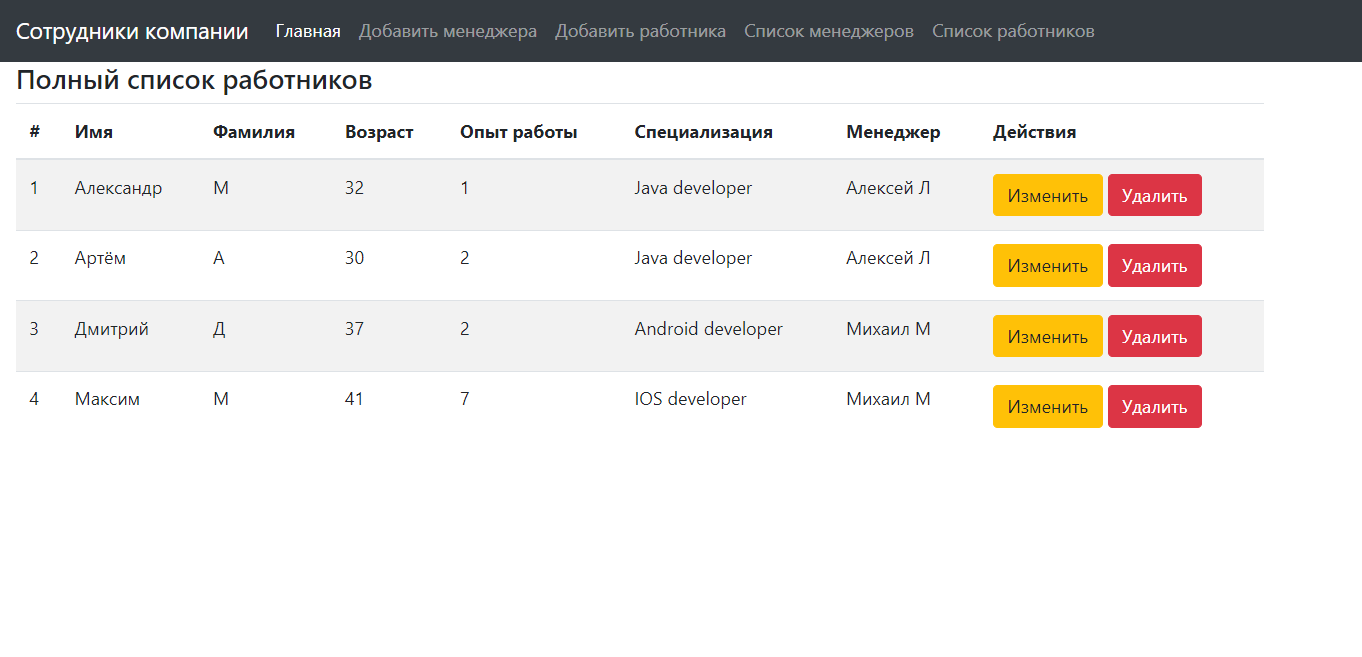 Сотрудники компании Главная Добавить менеджера Добавить работника Список менеджеров Список работников
Полный список работников
# Имя Фамилия Возраст Опыт работы Специализация Менеджер Действия
1 Александр М 32 1 Java developer Алексей Л Изменить Удалить
2 Артём А 30 2 Java developer Алексей Л Изменить Удалить
3 Дмитрий Д 37 2 Android developer Михаил М Изменить Удалить
4 Максим М 41 7 IOS developer Михаил М Изменить Удалить